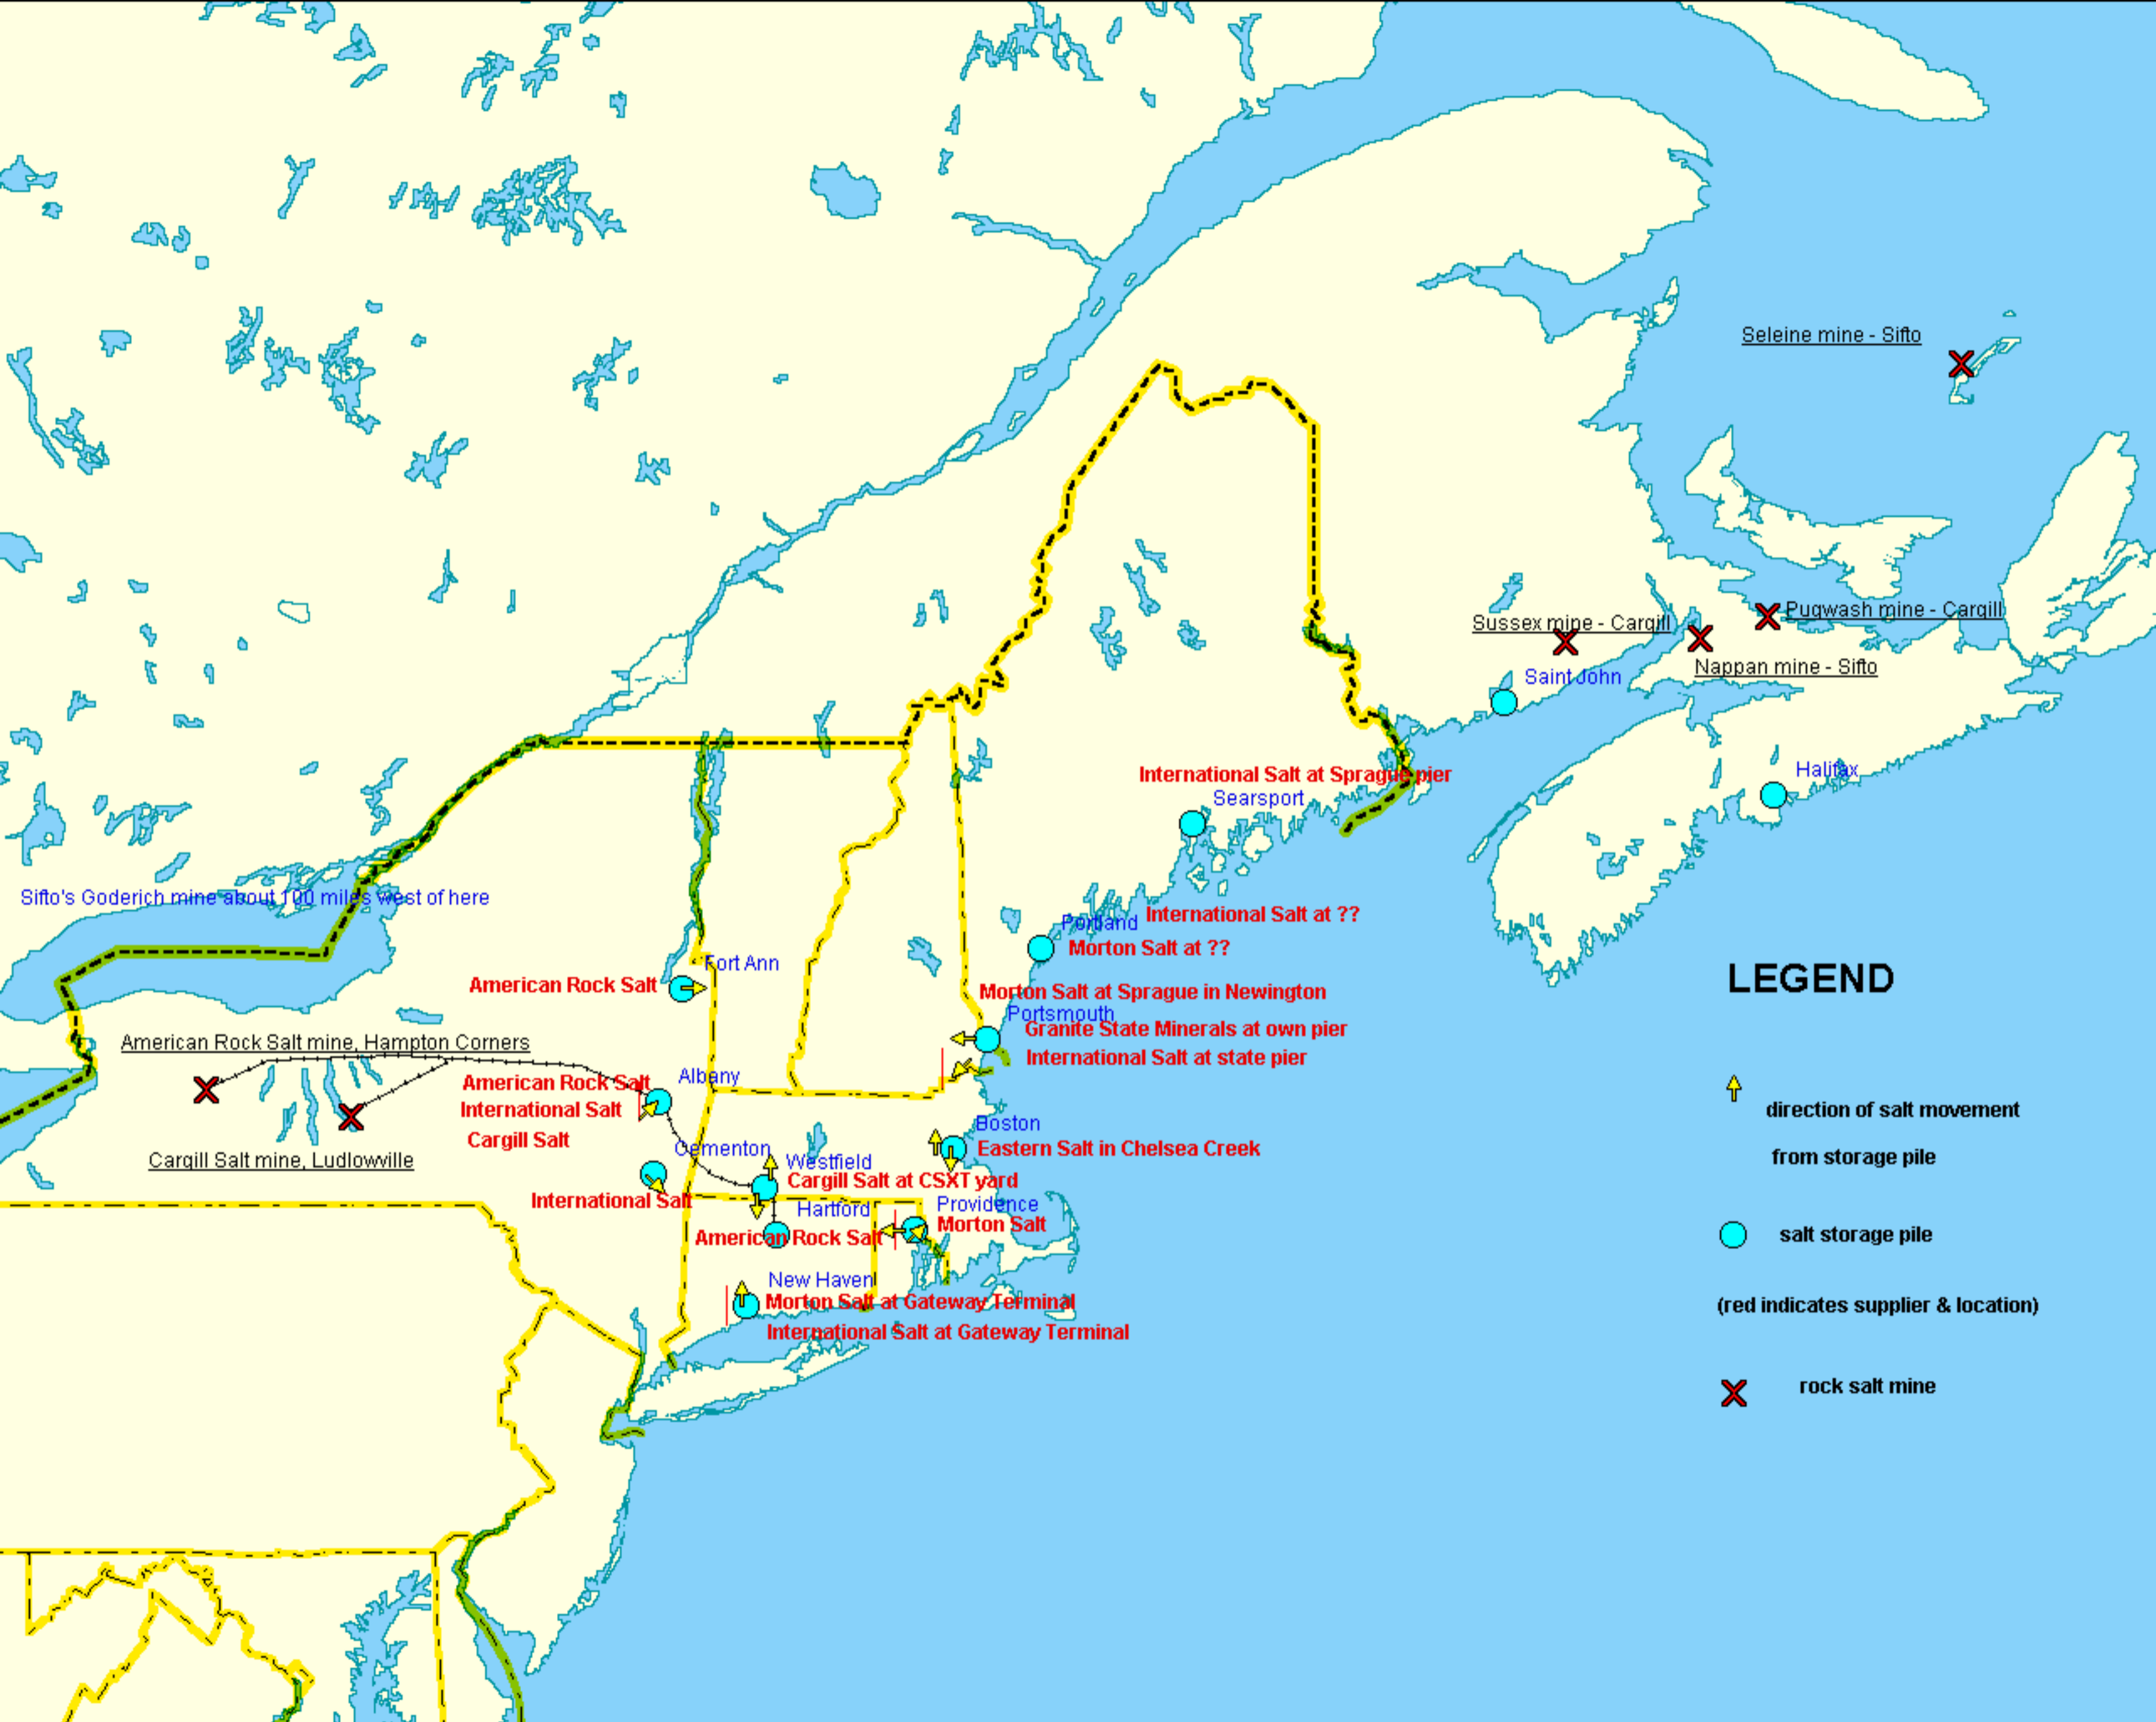 Seleine mine - Sifto
Pugwash mine - Cargill
Sussex mine - Cargill
Nappan mine - Sifto
Saint John
Halifax
International Salt at Sprague pier
Searsport
Sifto's Goderich mine about 100 miles west of here
Portland
International Salt at ??
Morton Salt at ??
Fort Ann
American Rock Salt
Morton Salt at Sprague in Newington
Portsmouth
Granite State Minerals at own pier
International Salt at state pier
American Rock Salt mine, Hampton Corners
Albany
American Rock Salt
International Salt
Cargill Salt
Cargill Salt mine, Ludlowville
Boston
Eastern Salt in Chelsea Creek
Cementon
International Salt
Westfield
Cargill Salt at CSXT yard
Hartford
American Rock Salt
Providence
Morton Salt
New Haven
Morton Salt at Gateway Terminal
International Salt at Gateway Terminal
LEGEND
direction of salt movement
from storage pile
salt storage pile
(red indicates supplier & location)
rock salt mine